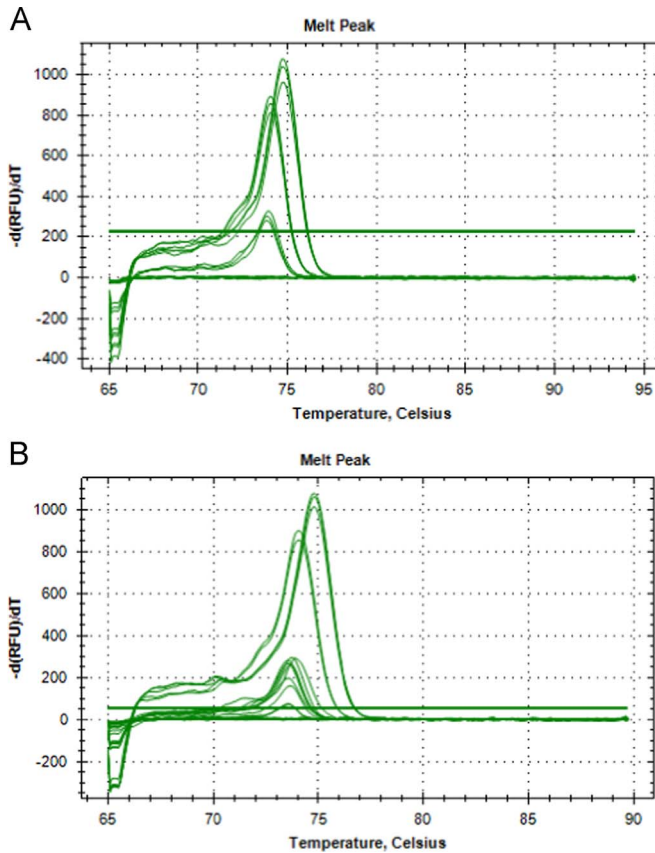 A
Melt Peak
-d(RFU)/dT
1000
800
600
400
200
0
-200
-400
65 70 75 80 85 90 95
Temperature, Celsius
B
Melt Peak
-d(RFU)/dT
1000
800
600
400
200
0
-200
65 70 75 80 85 90
Temperature, Celsius